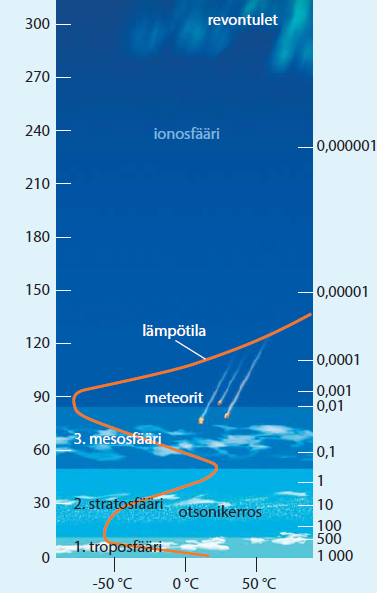 300
270
240
210
180
150
120
90
60
30
0
revontulet
ionosfääri
lämpötila
meteorit
3. mesosfääri
2. stratosfääri
otsonikerros
1. troposfääri
0,000001
0,00001
0,0001
0,001
0,01
0,1
1
10
100
500
1 000
-50 °C
0 °C
50 °C